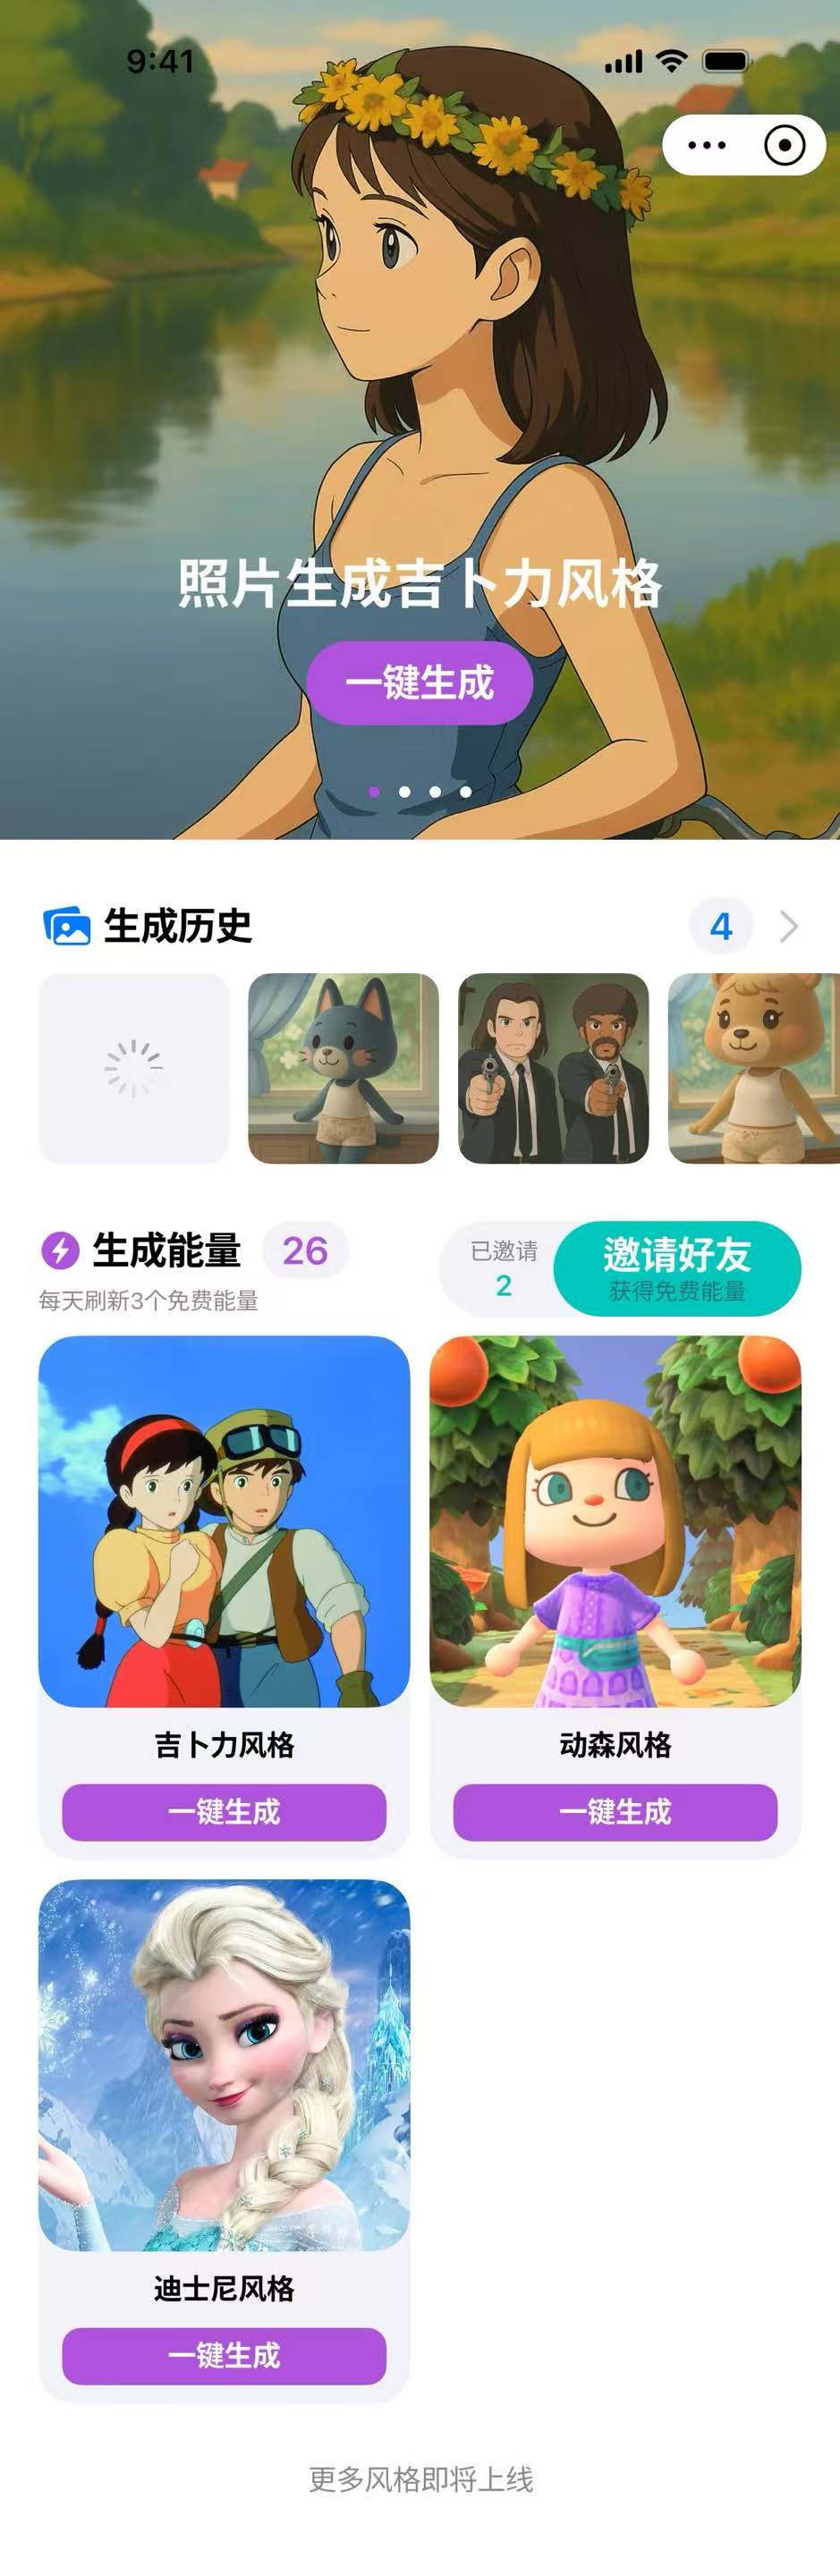 9:41
照片生成吉卜力风格
一键生成
生成历史
4
生成能量
26
每天刷新3个免费能量
已邀请
2
邀请好友
获得免费能量
吉卜力风格
动森风格
一键生成
一键生成
迪士尼风格
一键生成
更多风格即将上线